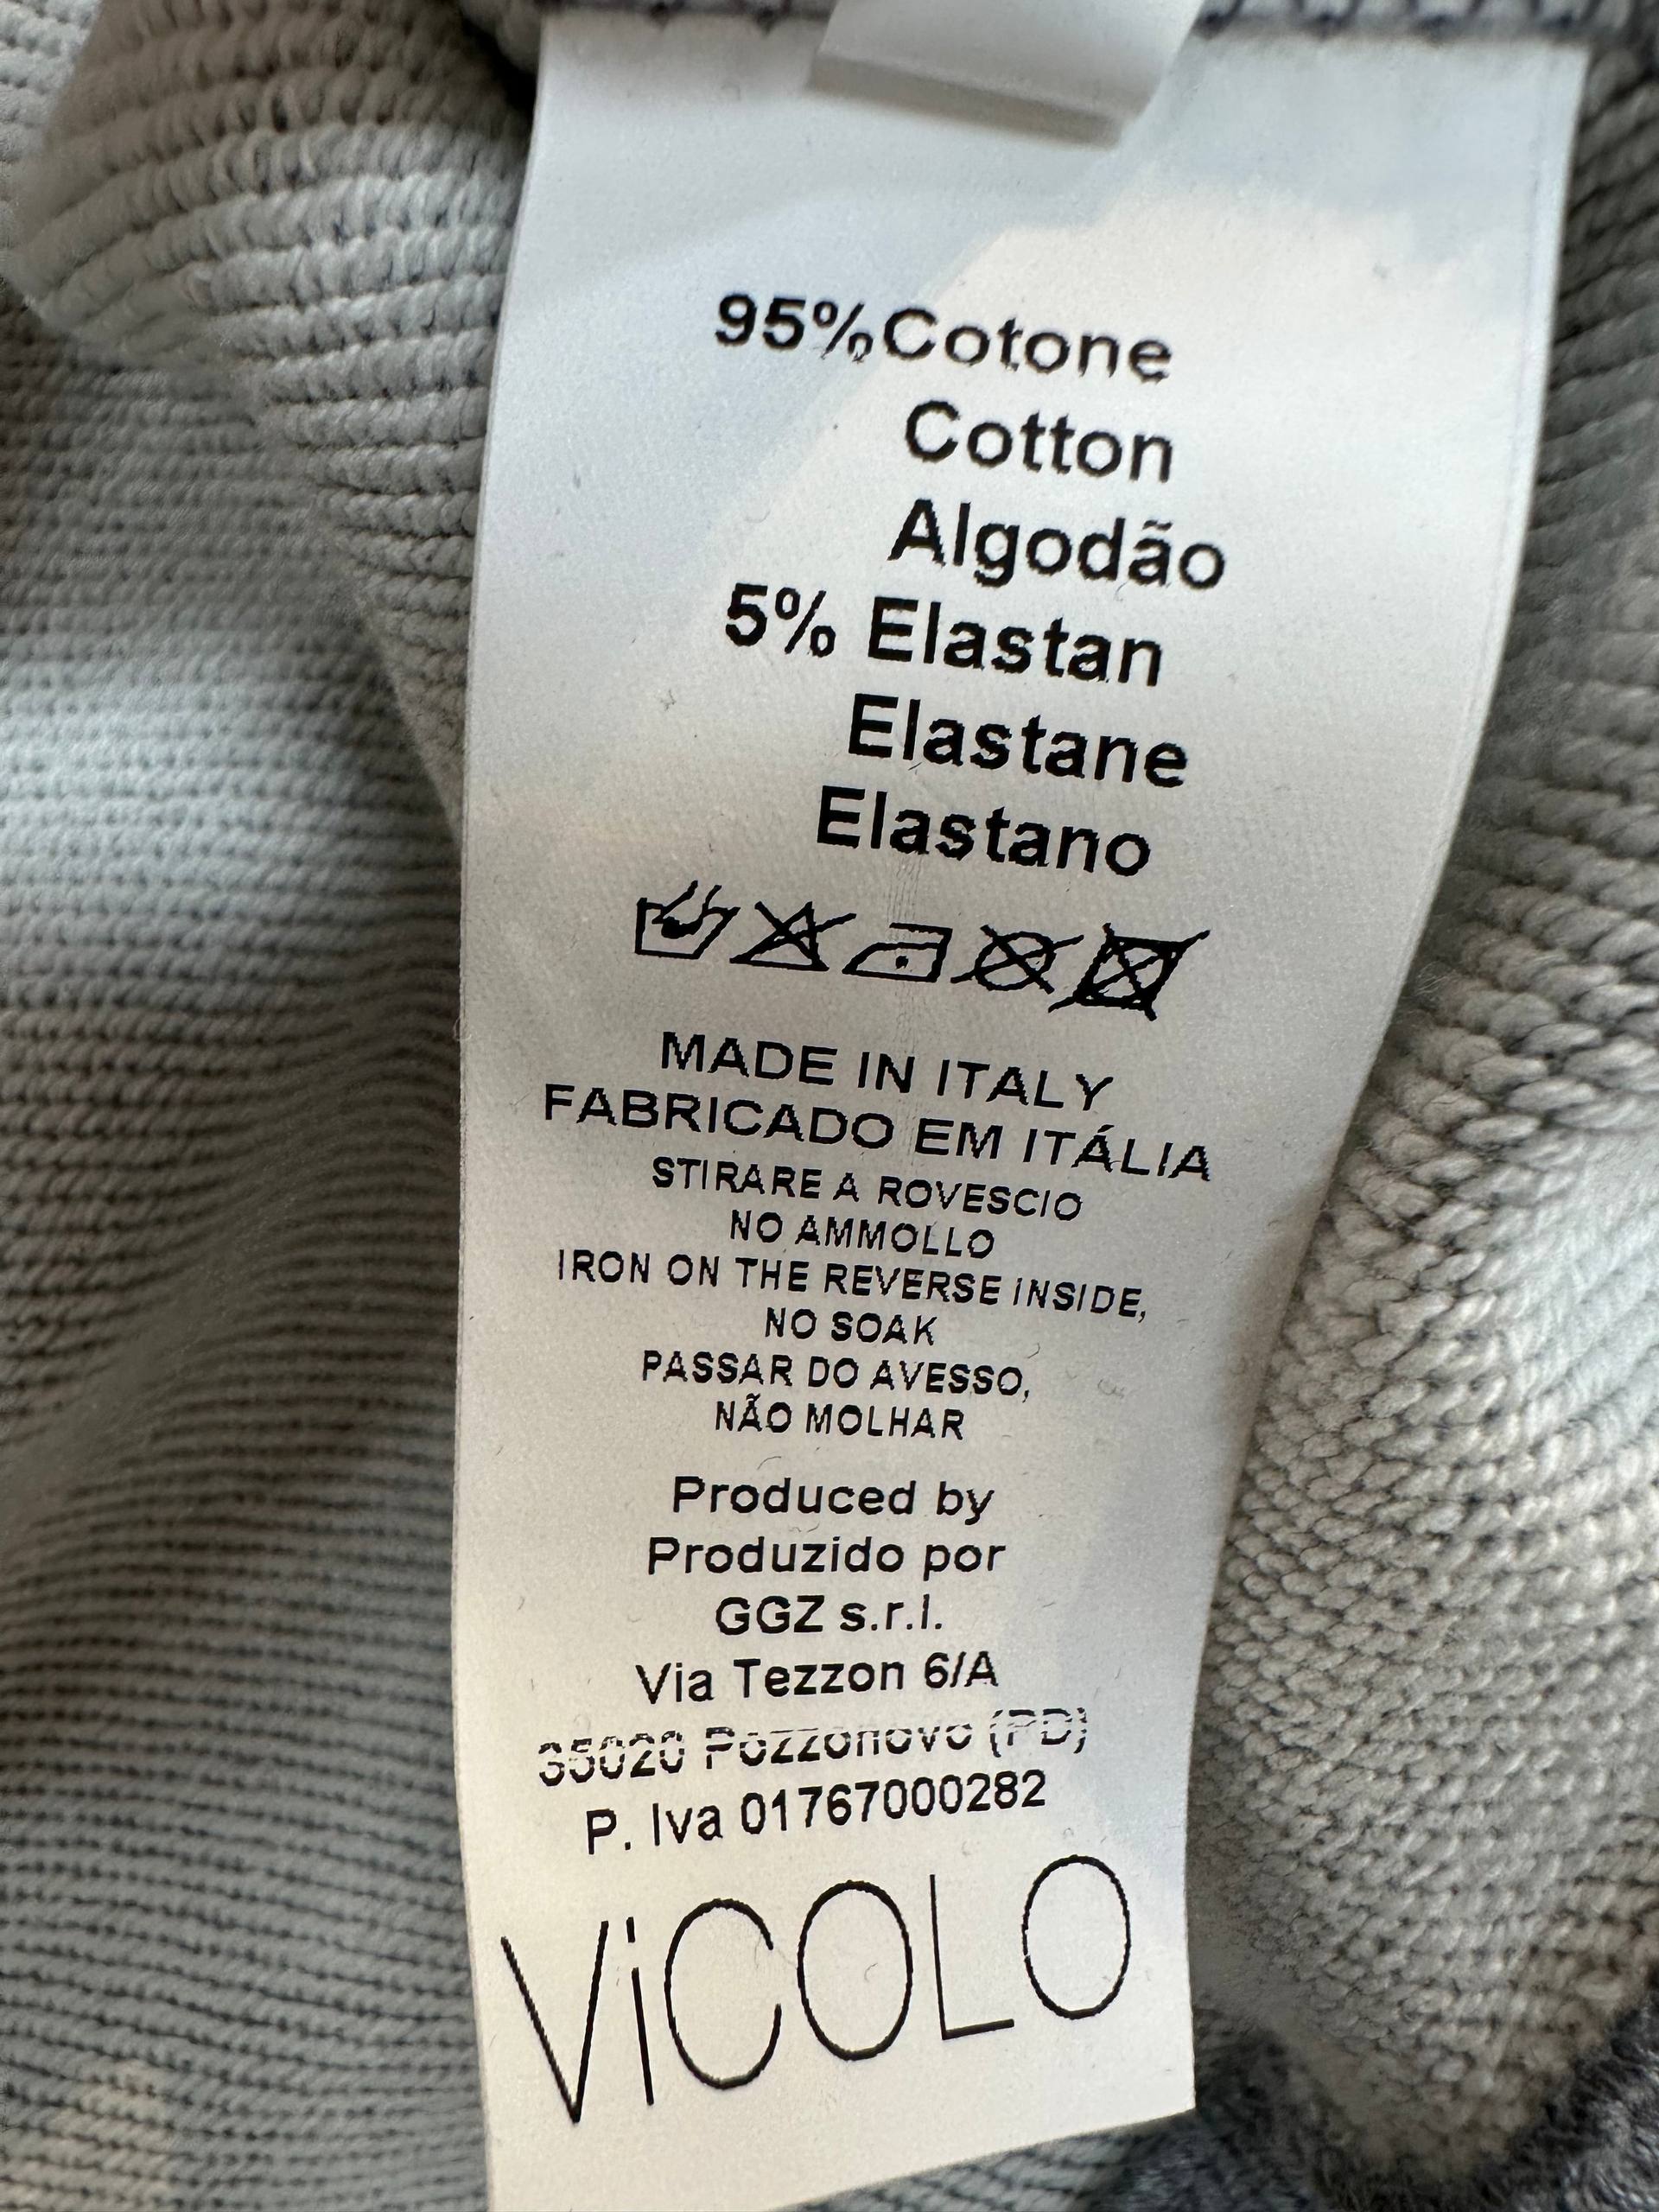 95%Cotone
Cotton
Algodão
5% Elastan
Elastane
Elastano
MADE IN ITALY
FABRICADO EM ITÁLIA
STIRARE A ROVESCIO
NO AMMOLLO
IRON ON THE REVERSE INSIDE,
NO SOAK
PASSAR DO AVESSO,
NÃO MOLHAR
Produced by
Produzido por
GGZ s.r.l.
Via Tezzon 6/A
35020 Pozzonovo (PD)
P. Iva 01767000282
ViCOLO